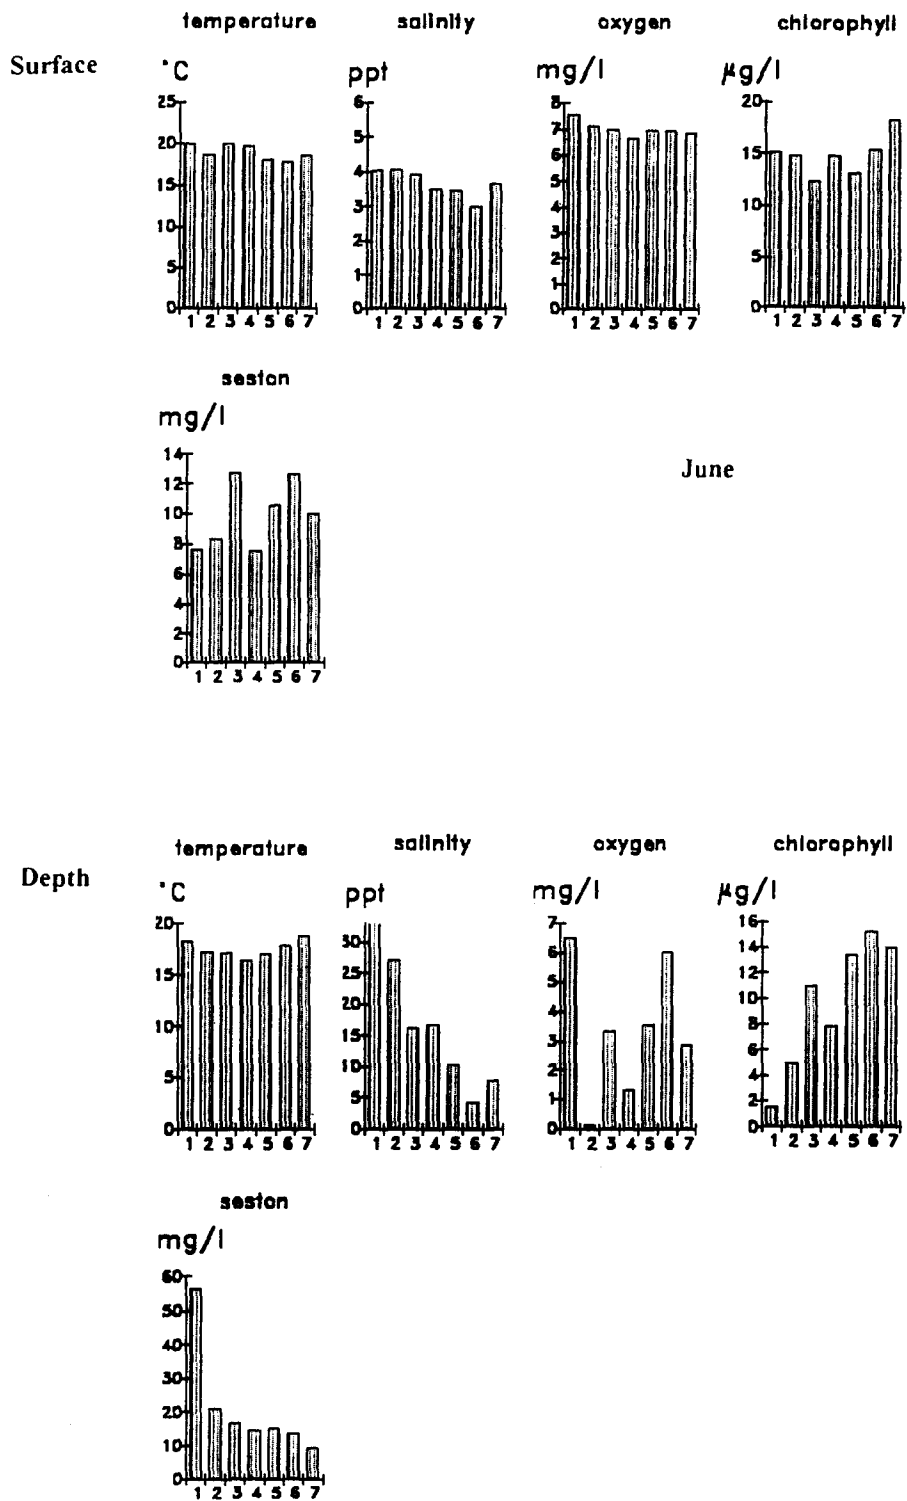 temperature salinity oxygen chlorophyll
Surface °C ppt mg/l µg/l
25 6 8 20
20 5 7 15
15 4 6 10
10 3 5 5
5 2 4 0
0 1 3
0 2
1
0
1 2 3 4 5 6 7 1 2 3 4 5 6 7 1 2 3 4 5 6 7 1 2 3 4 5 6 7
seston
mg/l
June
14
12
10
8
6
4
2
0
1 2 3 4 5 6 7
temperature salinity oxygen chlorophyll
Depth °C ppt mg/l µg/l
20 30 7 16
15 25 6 14
10 20 5 12
5 15 4 10
0 10 3 8
5 2 6
0 1 4
0 2
0
1 2 3 4 5 6 7 1 2 3 4 5 6 7 1 2 3 4 5 6 7 1 2 3 4 5 6 7
seston
mg/l
60
50
40
30
20
10
0
1 2 3 4 5 6 7